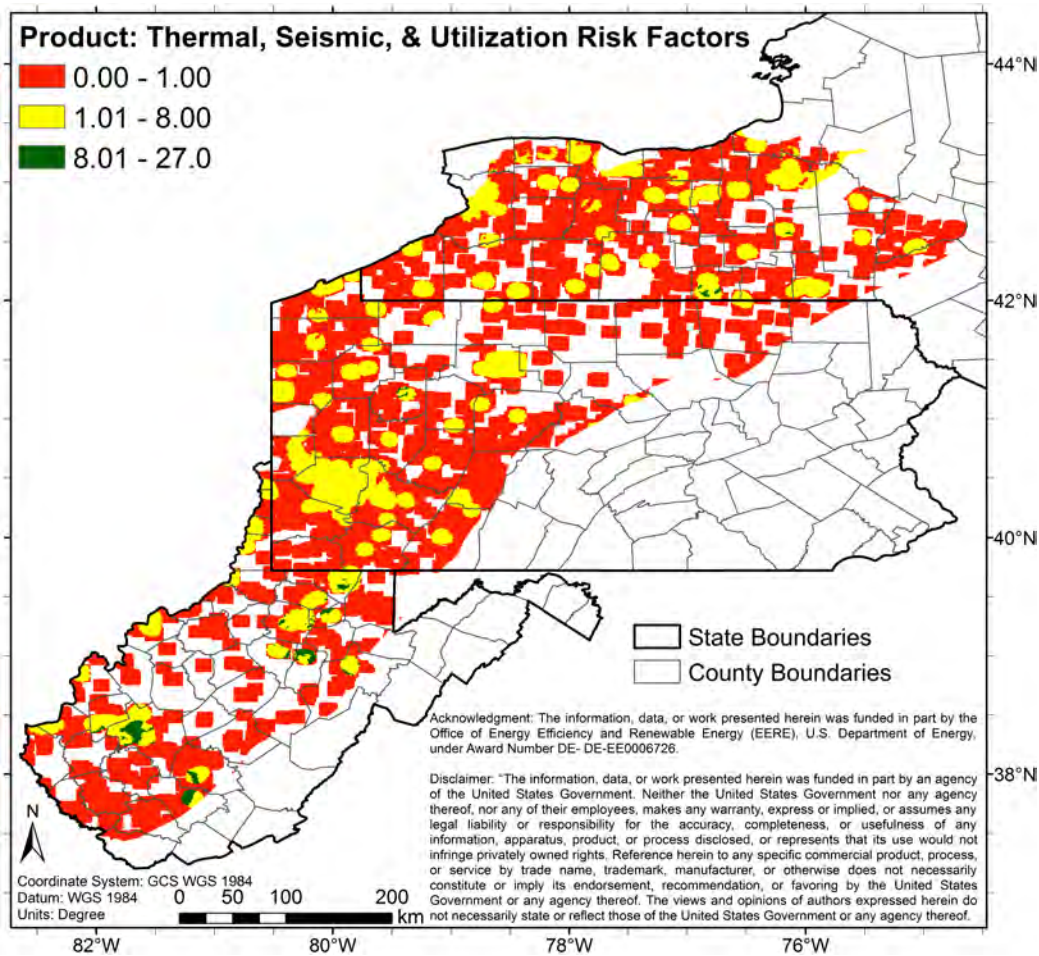 Product: Thermal, Seismic, & Utilization Risk Factors
0.00 - 1.00
1.01 - 8.00
8.01 - 27.0
44°N
42°N
40°N
38°N
State Boundaries
County Boundaries
Acknowledgment: The information, data, or work presented herein was funded in part by the
Office of Energy Efficiency and Renewable Energy (EERE), U.S. Department of Energy,
under Award Number DE- DE-EE0006726.
Disclaimer: “The information, data, or work presented herein was funded in part by an agency
of the United States Government. Neither the United States Government nor any agency
thereof, nor any of their employees, makes any warranty, express or implied, or assumes any
legal liability or responsibility for the accuracy, completeness, or usefulness of any
information, apparatus, product, or process disclosed, or represents that its use would not
infringe privately owned rights. Reference herein to any specific commercial product, process,
or service by trade name, trademark, manufacturer, or otherwise does not necessarily
constitute or imply its endorsement, recommendation, or favoring by the United States
Government or any agency thereof. The views and opinions of authors expressed herein do
not necessarily state or reflect those of the United States Government or any agency thereof.
N
Coordinate System: GCS WGS 1984
Datum: WGS 1984
Units: Degree
0 50 100 200
km
82°W 80°W 78°W 76°W